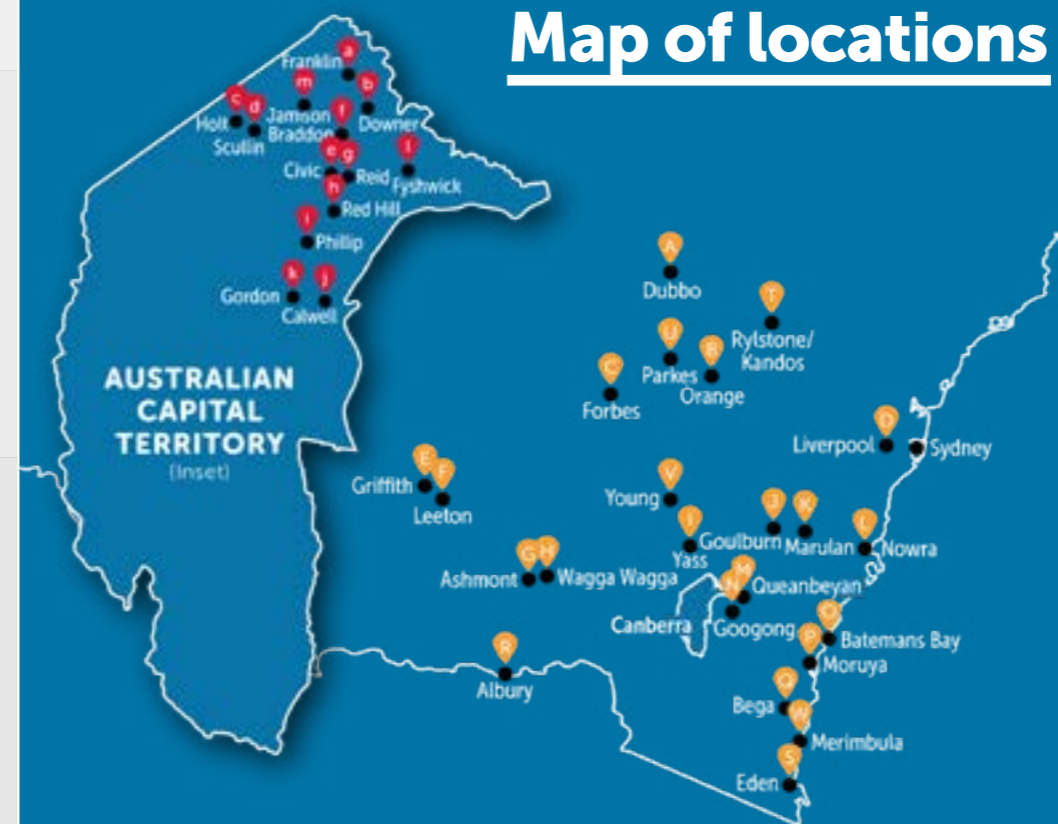 Map of locations
a
Franklin
m
b
c
d
Jamison
f
Holt
Braddon
Downer
Scullin
e
g
l
Civic
Reid
Fyshwick
h
Red Hill
i
Phillip
k
j
Gordon
Calwell
AUSTRALIAN
CAPITAL
TERRITORY
(Inset)
A
Dubbo
T
Rylstone/
Kandos
U
Parkes
B
Orange
C
Forbes
D
Liverpool
Sydney
E
Griffith
F
Leeton
V
Young
I
Yass
J
Goulburn
K
Marulan
L
Nowra
G
Ashmont
H
Wagga Wagga
M
Queanbeyan
N
Googong
Canberra
O
Batemans Bay
P
Moruya
R
Albury
Q
Bega
W
Merimbula
S
Eden